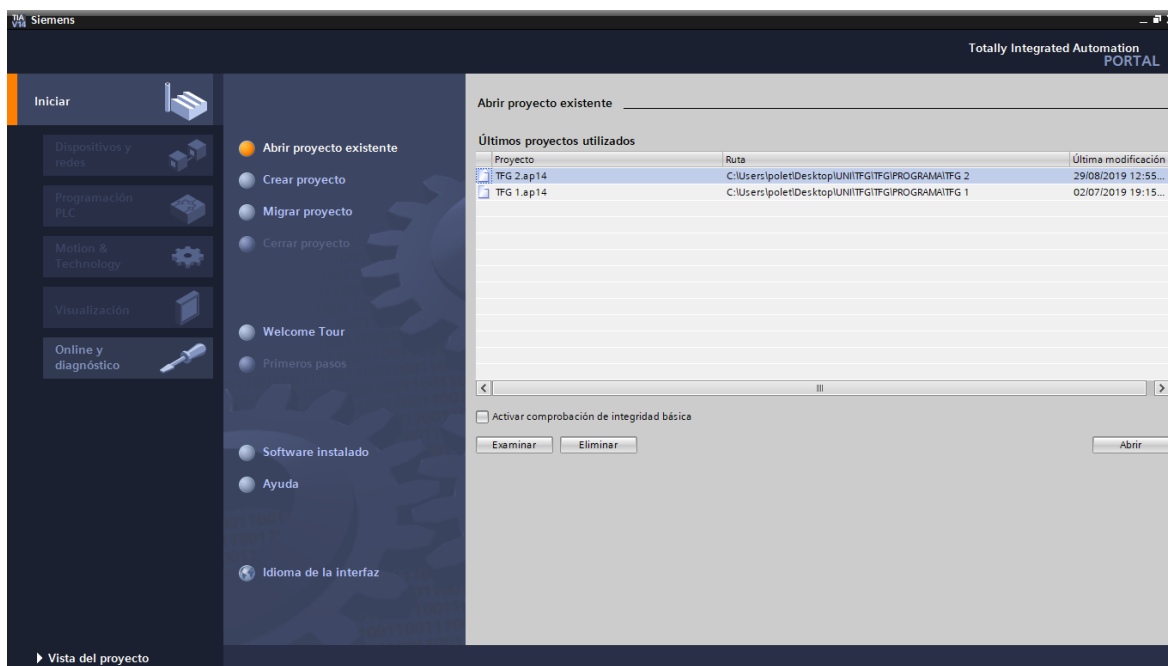 TIA
V14 Siemens
Totally Integrated Automation
PORTAL
Iniciar
Dispositivos y
redes
Programación
PLC
Motion &
Technology
Visualización
Online y
diagnóstico
Vista del proyecto
Abrir proyecto existente
Crear proyecto
Migrar proyecto
Cerrar proyecto
Welcome Tour
Primeros pasos
Software instalado
Ayuda
Idioma de la interfaz
Abrir proyecto existente
Últimos proyectos utilizados
Proyecto Ruta Última modificación
TFG 2.ap14 C:\Users\polet\Desktop\UNI\TFG\TFG\PROGRAMA\TFG 2 29/08/2019 12:55...
TFG 1.ap14 C:\Users\polet\Desktop\UNI\TFG\TFG\PROGRAMA\TFG 1 02/07/2019 19:15...
Activar comprobación de integridad básica
Examinar Eliminar Abrir